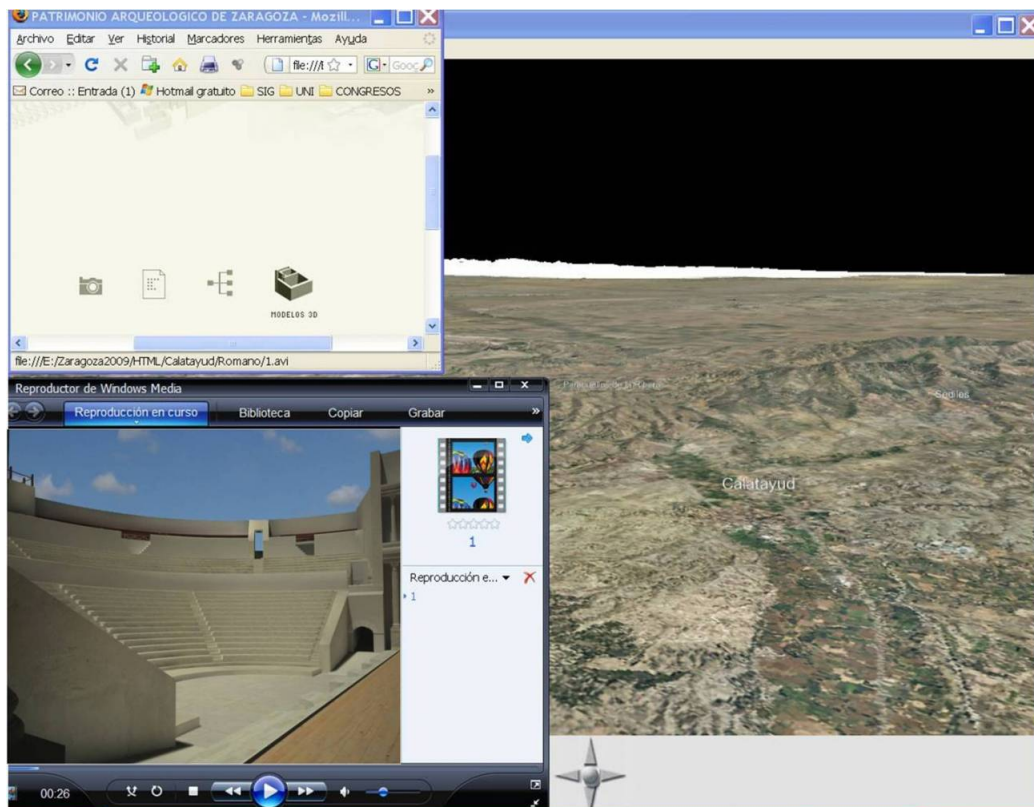 PATRIMONIO ARQUEOLOGICO DE ZARAGOZA - Mozill...
Archivo Editar Ver Historial Marcadores Herramientas Ayuda
file:///E
G Goog
Correo :: Entrada (1) Hotmail gratuito SIG UNI CONGRESOS »
MODELOS 3D
file:///E:/Zaragoza2009/HTML/Calatayud/Romano/1.avi
Reproductor de Windows Media
Reproducción en curso Biblioteca Copiar Grabar »
1
Reproducción e...
1
00:26
Sediles
Calatayud